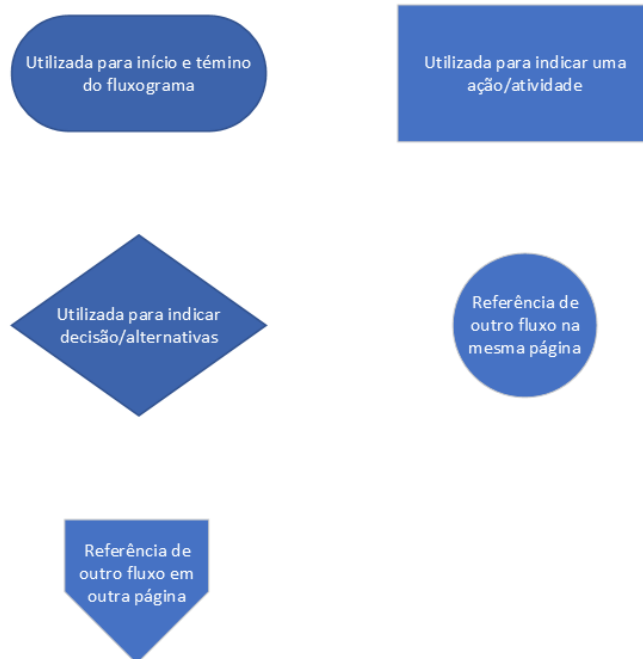 Utilizada para início e témino
do fluxograma
Utilizada para indicar uma
ação/atividade
Utilizada para indicar
decisão/alternativas
Referência de
outro fluxo na
mesma página
Referência de
outro fluxo em
outra página